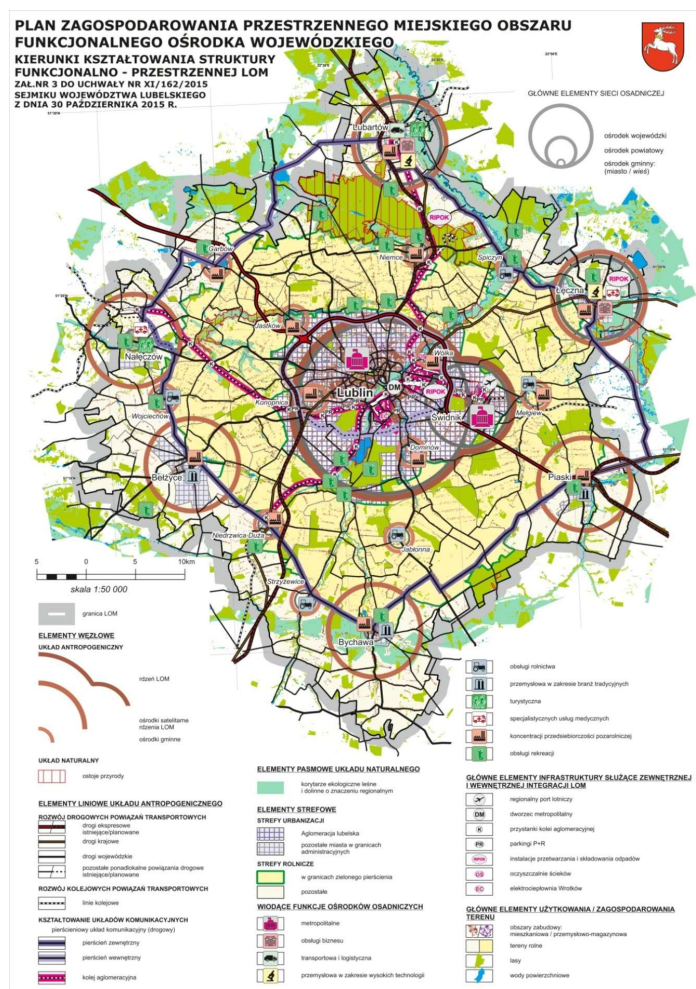 PLAN ZAGOSPODAROWANIA PRZESTRZENNEGO MIEJSKIEGO OBSZARU
FUNKCJONALNEGO OŚRODKA WOJEWÓDZKIEGO
KIERUNKI KSZTAŁTOWANIA STRUKTURY
FUNKCJONALNO - PRZESTRZENNEJ LOM
ZAŁ.NR 3 DO UCHWAŁY NR XI/162/2015
SEJMIKU WOJEWÓDZTWA LUBELSKIEGO
Z DNIA 30 PAŹDZIERNIKA 2015 R.
GŁÓWNE ELEMENTY SIECI OSADNICZEJ
ośrodek wojewódzki
ośrodek powiatowy
ośrodek gminny:
(miasto / wieś)
Lubartów
RIPOK
Garbów
Niemce
Spiczyn
RIPOK
Łęczna
Jastków
Nałęczów
Wólka
Lublin
DM
RIPOK
Konopnica
Świdnik
Mełgiew
Wojciechów
Dominów
Bełżyce
Piaski
Niedrzwica Duża
Jabłonna
Strzyżewice
Bychawa
5 0 5 10km
skala 1:50 000
granica LOM
ELEMENTY WĘZŁOWE
UKŁAD ANTROPOGENICZNY
rdzeń LOM
ośrodki satelitarne
rdzenia LOM
ośrodki gminne
UKŁAD NATURALNY
ostoje przyrody
ELEMENTY LINIOWE UKŁADU ANTROPOGENICZNEGO
ROZWÓJ DROGOWYCH POWIĄZAŃ TRANSPORTOWYCH
drogi ekspresowe
istniejące/planowane
drogi krajowe
drogi wojewódzkie
pozostałe ponadlokalne powiązania drogowe
istniejące/planowane
ROZWÓJ KOLEJOWYCH POWIĄZAŃ TRANSPORTOWYCH
linie kolejowe
KSZTAŁTOWANIE UKŁADÓW KOMUNIKACYJNYCH
pierścieniowy układ komunikacyjny (drogowy)
pierścień zewnętrzny
pierścień wewnętrzny
kolej aglomeracyjna
ELEMENTY PASMOWE UKŁADU NATURALNEGO
korytarze ekologiczne leśne
i dolinne o znaczeniu regionalnym
ELEMENTY STREFOWE
STREFY URBANIZACJI
Aglomeracja lubelska
pozostałe miasta w granicach
administracyjnych
STREFY ROLNICZE
w granicach zielonego pierścienia
pozostałe
WIODĄCE FUNKCJE OŚRODKÓW OSADNICZYCH
metropolitalne
obsługi biznesu
transportowa i logistyczna
przemysłowa w zakresie wysokich technologii
obsługi rolnictwa
przemysłowa w zakresie branż tradycyjnych
turystyczna
specjalistycznych usług medycznych
koncentracji przedsiębiorczości pozarolniczej
obsługi rekreacji
GŁÓWNE ELEMENTY INFRASTRUKTURY SŁUŻĄCE ZEWNĘTRZNEJ
I WEWNĘTRZNEJ INTEGRACJI LOM
regionalny port lotniczy
DM dworzec metropolitalny
K przystanki kolei aglomeracyjnej
PR parkingi P+R
RIPOK instalacje przetwarzania i składowania odpadów
OŚ oczyszczalnie ścieków
EC elektrociepłownia Wrotków
GŁÓWNE ELEMENTY UŻYTKOWANIA / ZAGOSPODAROWANIA
TERENU
obszary zabudowy:
mieszkaniowa / przemysłowo-magazynowa
tereny rolne
lasy
wody powierzchniowe